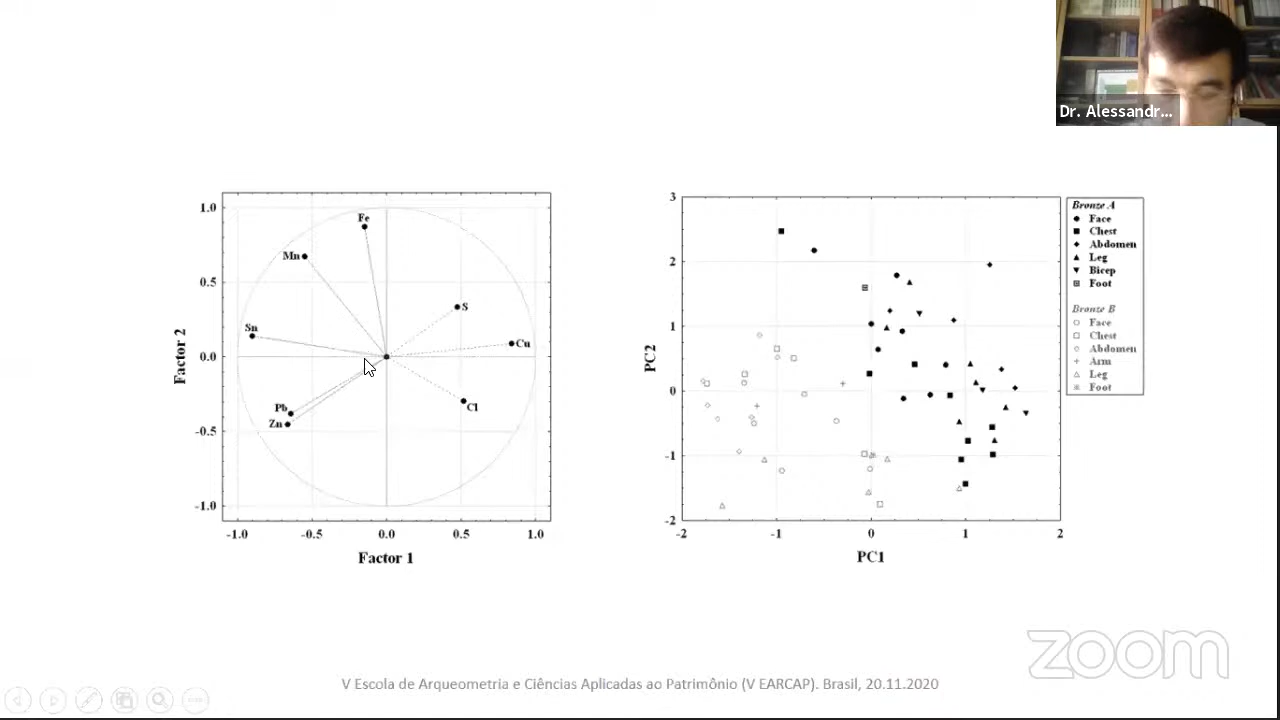 Dr. Alessandr...
1.0
0.5
0.0
-0.5
-1.0
-1.0
-0.5
0.0
0.5
1.0
Factor 2
Factor 1
Fe
Mn
S
Sn
Cu
Pb
Cl
Zn
3
2
1
0
-1
-2
-2
-1
0
1
2
PC2
PC1
Bronze A
Face
Chest
Abdomen
Leg
Bicep
Foot
Bronze B
Face
Chest
Abdomen
Arm
Leg
Foot
zoom
V Escola de Arqueometria e Ciências Aplicadas ao Patrimônio (V EARCAP). Brasil, 20.11.2020